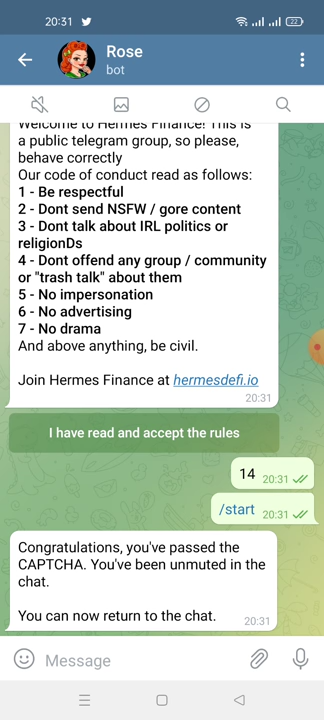 20:31
22
Rose
bot
Welcome to Hermes Finance! This is
a public telegram group, so please,
behave correctly
Our code of conduct read as follows:
1 - Be respectful
2 - Dont send NSFW / gore content
3 - Dont talk about IRL politics or
religionDs
4 - Dont offend any group / community
or "trash talk" about them
5 - No impersonation
6 - No advertising
7 - No drama
And above anything, be civil.
Join Hermes Finance at hermesdefi.io
20:31
I have read and accept the rules
14 20:31
/start 20:31
Congratulations, you've passed the
CAPTCHA. You've been unmuted in the
chat.
You can now return to the chat. 20:31
Message